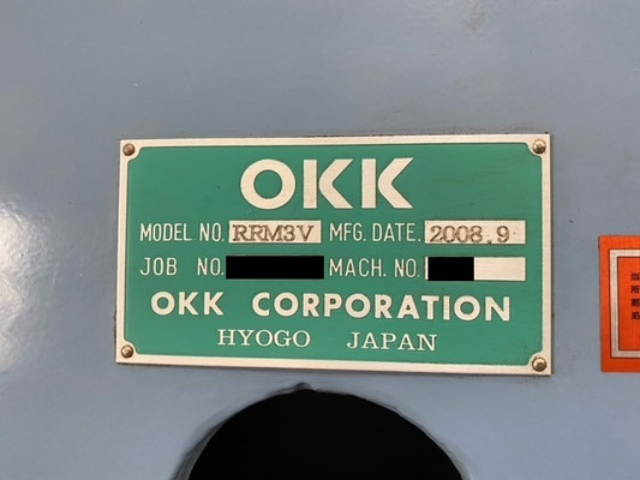 OKK
MODEL NO. RRM3V MFG. DATE. 2008.9
JOB NO. MACH. NO.
OKK CORPORATION
HYOGO JAPAN